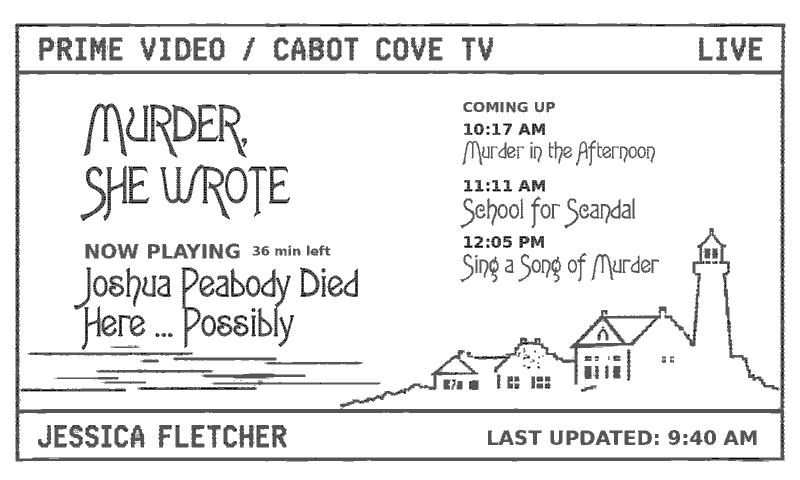 PRIME VIDEO / CABOT COVE TV
LIVE
MURDER,
SHE WROTE
NOW PLAYING 36 min left
Joshua Peabody Died
Here ... Possibly
COMING UP
10:17 AM
Murder in the Afternoon
11:11 AM
School for Scandal
12:05 PM
Sing a Song of Murder
JESSICA FLETCHER
LAST UPDATED: 9:40 AM